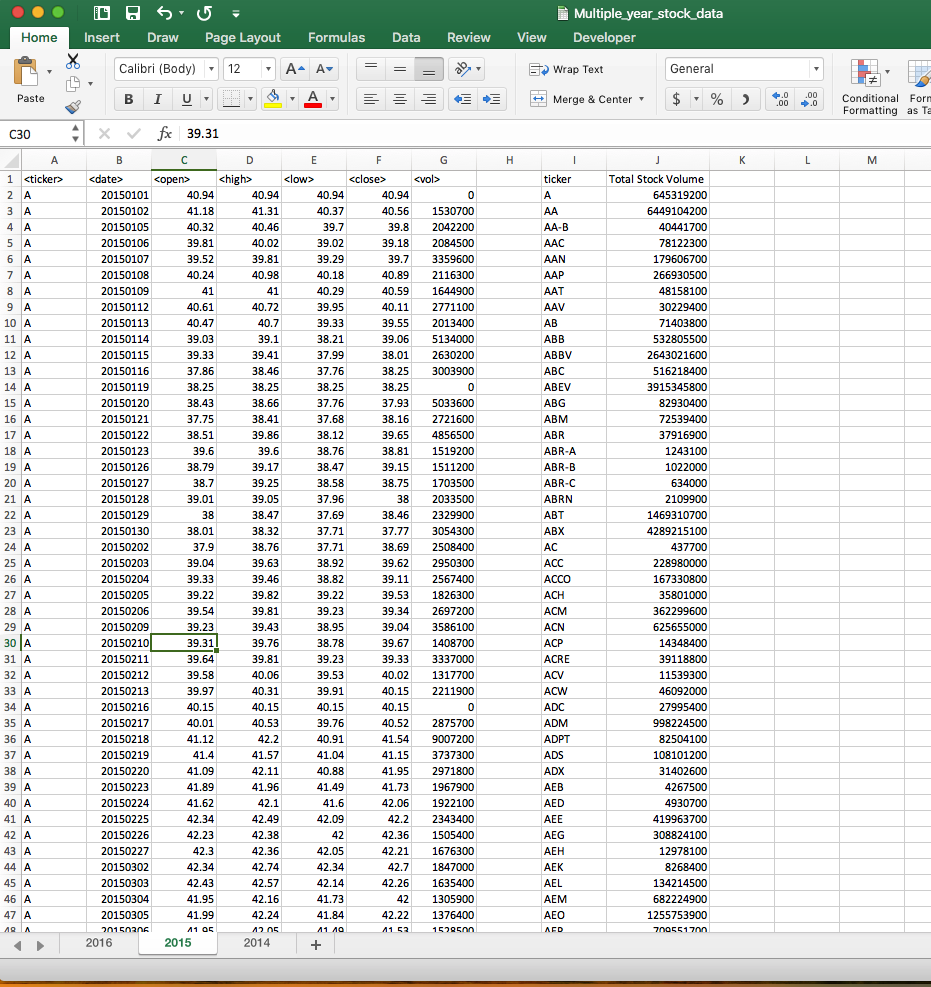 Multiple_year_stock_data
Home Insert Draw Page Layout Formulas Data Review View Developer
Calibri (Body) 12 A A Wrap Text General
Paste B I U A Merge & Center $ % Conditional Formatting
C30 fx 39.31
A B C D E F G H I J K L M
1 <ticker> <date> <open> <high> <low> <close> <vol> ticker Total Stock Volume
2 A 20150101 40.94 40.94 40.94 40.94 0 A 645319200
3 A 20150102 41.18 41.31 40.37 40.56 1530700 AA 6449104200
4 A 20150105 40.32 40.46 39.7 39.8 2042200 AA-B 40441700
5 A 20150106 39.81 40.02 39.02 39.18 2084500 AAC 78122300
6 A 20150107 39.52 39.81 39.29 39.7 3359600 AAN 179606700
7 A 20150108 40.24 40.98 40.18 40.89 2116300 AAP 266930500
8 A 20150109 41 41 40.29 40.59 1644900 AAT 48158100
9 A 20150112 40.61 40.72 39.95 40.11 2771100 AAV 30229400
10 A 20150113 40.47 40.7 39.33 39.55 2013400 AB 71403800
11 A 20150114 39.03 39.1 38.21 39.06 5134000 ABB 532805500
12 A 20150115 39.33 39.41 37.99 38.01 2630200 ABBV 2643021600
13 A 20150116 37.86 38.46 37.76 38.25 3003900 ABC 516218400
14 A 20150119 38.25 38.25 38.25 38.25 0 ABEV 3915345800
15 A 20150120 38.43 38.66 37.76 37.93 5033600 ABG 82930400
16 A 20150121 37.75 38.41 37.68 38.16 2721600 ABM 72539400
17 A 20150122 38.51 39.86 38.12 39.65 4856500 ABR 37916900
18 A 20150123 39.6 39.6 38.76 38.81 1519200 ABR-A 1243100
19 A 20150126 38.79 39.17 38.47 39.15 1511200 ABR-B 1022000
20 A 20150127 38.7 39.25 38.58 38.75 1703500 ABR-C 634000
21 A 20150128 39.01 39.05 37.96 38 2033500 ABRN 2109900
22 A 20150129 38 38.47 37.69 38.46 2329900 ABT 1469310700
23 A 20150130 38.01 38.32 37.71 37.77 3054300 ABX 4289215100
24 A 20150202 37.9 38.76 37.71 38.69 2508400 AC 437700
25 A 20150203 39.04 39.63 38.92 39.62 2950300 ACC 228980000
26 A 20150204 39.33 39.46 38.82 39.11 2567400 ACCO 167330800
27 A 20150205 39.22 39.82 39.22 39.53 1826300 ACH 35801000
28 A 20150206 39.54 39.81 39.23 39.34 2697200 ACM 362299600
29 A 20150209 39.23 39.43 38.95 39.04 3586100 ACN 625655000
30 A 20150210 39.31 39.76 38.78 39.67 1408700 ACP 14348400
31 A 20150211 39.64 39.81 39.23 39.33 3337000 ACRE 39118800
32 A 20150212 39.58 40.06 39.53 40.02 1317700 ACV 11539300
33 A 20150213 39.97 40.31 39.91 40.15 2211900 ACW 46092000
34 A 20150216 40.15 40.15 40.15 40.15 0 ADC 27995400
35 A 20150217 40.01 40.53 39.76 40.52 2875700 ADM 998224500
36 A 20150218 41.12 42.2 40.91 41.54 9007200 ADPT 82504100
37 A 20150219 41.4 41.57 41.04 41.15 3737300 ADS 108101200
38 A 20150220 41.09 42.11 40.88 41.95 2971800 ADX 31402600
39 A 20150223 41.89 41.96 41.49 41.73 1967900 AEB 4267500
40 A 20150224 41.62 42.1 41.6 42.06 1922100 AED 4930700
41 A 20150225 42.34 42.49 42.09 42.2 2343400 AEE 419963700
42 A 20150226 42.23 42.38 42 42.36 1505400 AEG 308824100
43 A 20150227 42.3 42.36 42.05 42.21 1676300 AEH 12978100
44 A 20150302 42.34 42.74 42.34 42.7 1847000 AEK 8268400
45 A 20150303 42.43 42.57 42.14 42.26 1635400 AEL 134214500
46 A 20150304 41.95 42.16 41.73 42 1305900 AEM 682224900
47 A 20150305 41.99 42.24 41.84 42.22 1376400 AEO 1255753900
48 A 20150306 41.95 42.05 41.49 41.53 1528500 AEP 709551700
2016 2015 2014